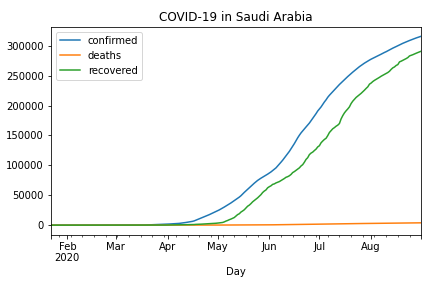 COVID-19 in Saudi Arabia
confirmed
deaths
recovered
300000
250000
200000
150000
100000
50000
0
Feb Mar Apr May Jun Jul Aug
2020
Day